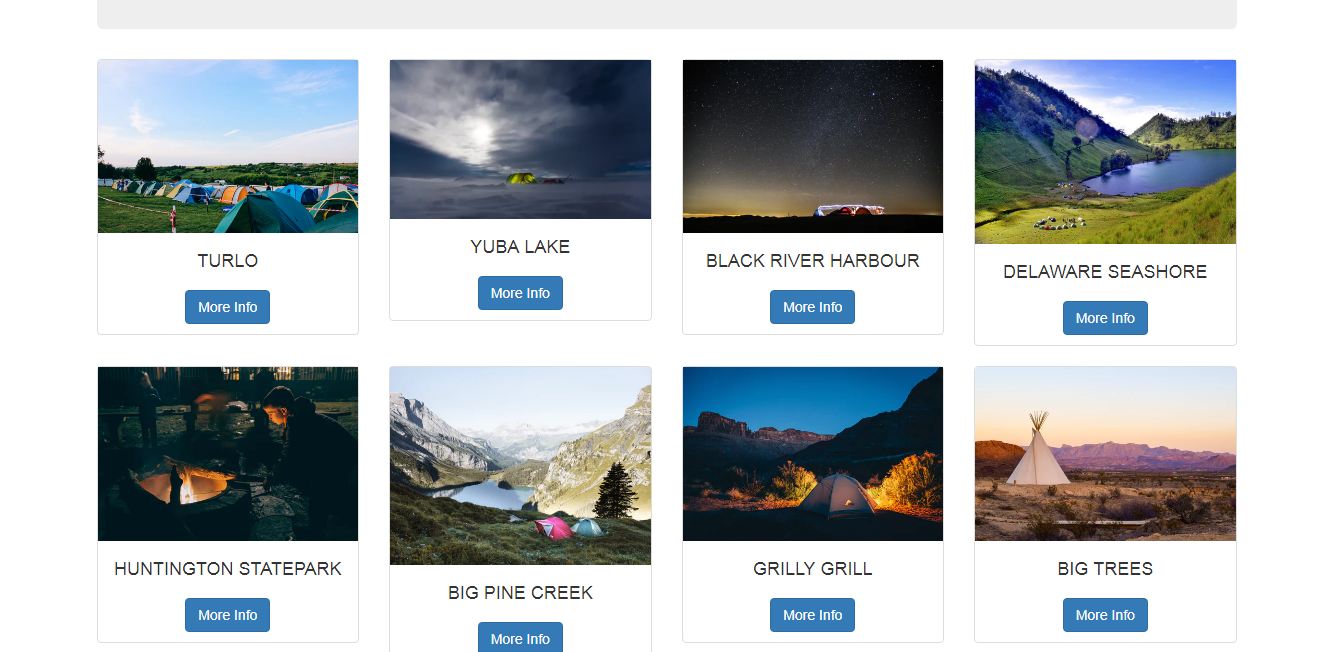 TURLO
More Info
YUBA LAKE
More Info
BLACK RIVER HARBOUR
More Info
DELAWARE SEASHORE
More Info
HUNTINGTON STATEPARK
More Info
BIG PINE CREEK
More Info
GRILLY GRILL
More Info
BIG TREES
More Info